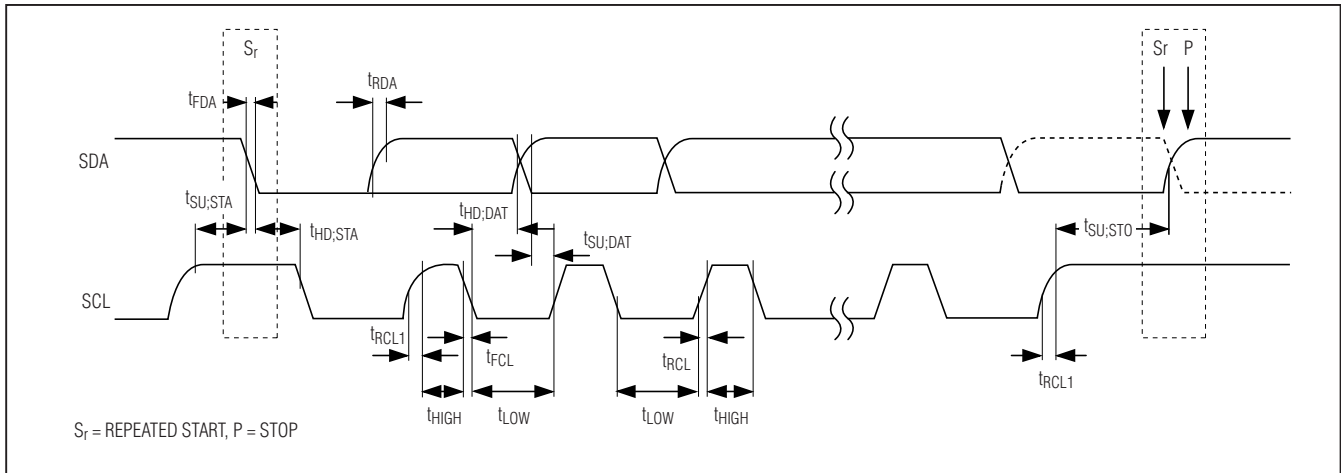 Sr
Sr P
tRDA
tFDA
SDA
tSU;STA
tHD;STA
tHD;DAT
tSU;DAT
tSU;STO
SCL
tRCL1
tFCL
tRCL
tRCL1
tHIGH
tLOW
tLOW
tHIGH
Sr = REPEATED START, P = STOP